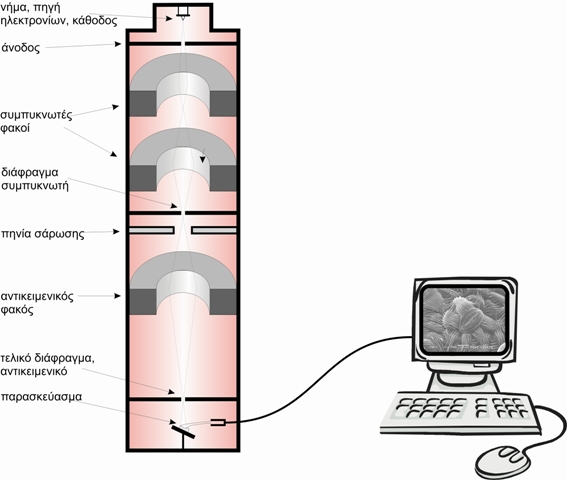 νήμα, πηγή
ηλεκτρονίων, κάθοδος
άνοδος
συμπυκνωτές
φακοί
διάφραγμα
συμπυκνωτή
πηνία σάρωσης
αντικειμενικός
φακός
τελικό διάφραγμα,
αντικειμενικό
παρασκεύασμα